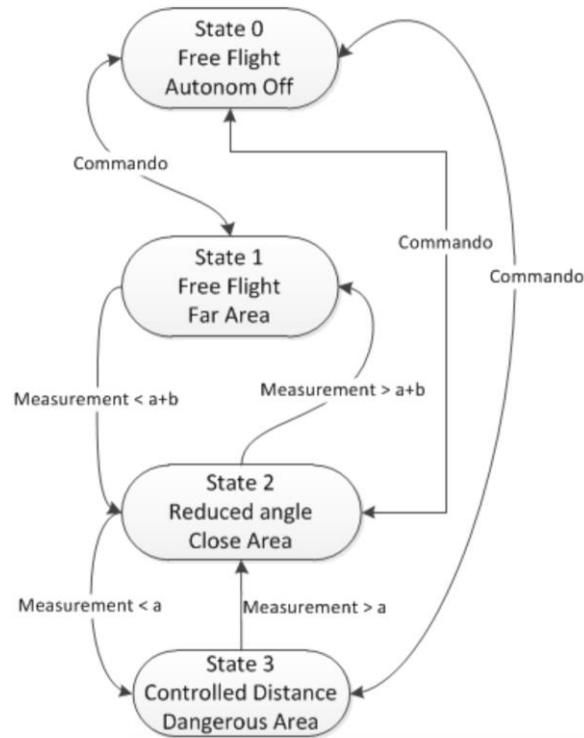 State 0
Free Flight
Autonom Off
Commando
State 1
Free Flight
Far Area
Commando
Commando
Measurement < a+b
Measurement > a+b
State 2
Reduced angle
Close Area
Measurement < a
Measurement > a
State 3
Controlled Distance
Dangerous Area